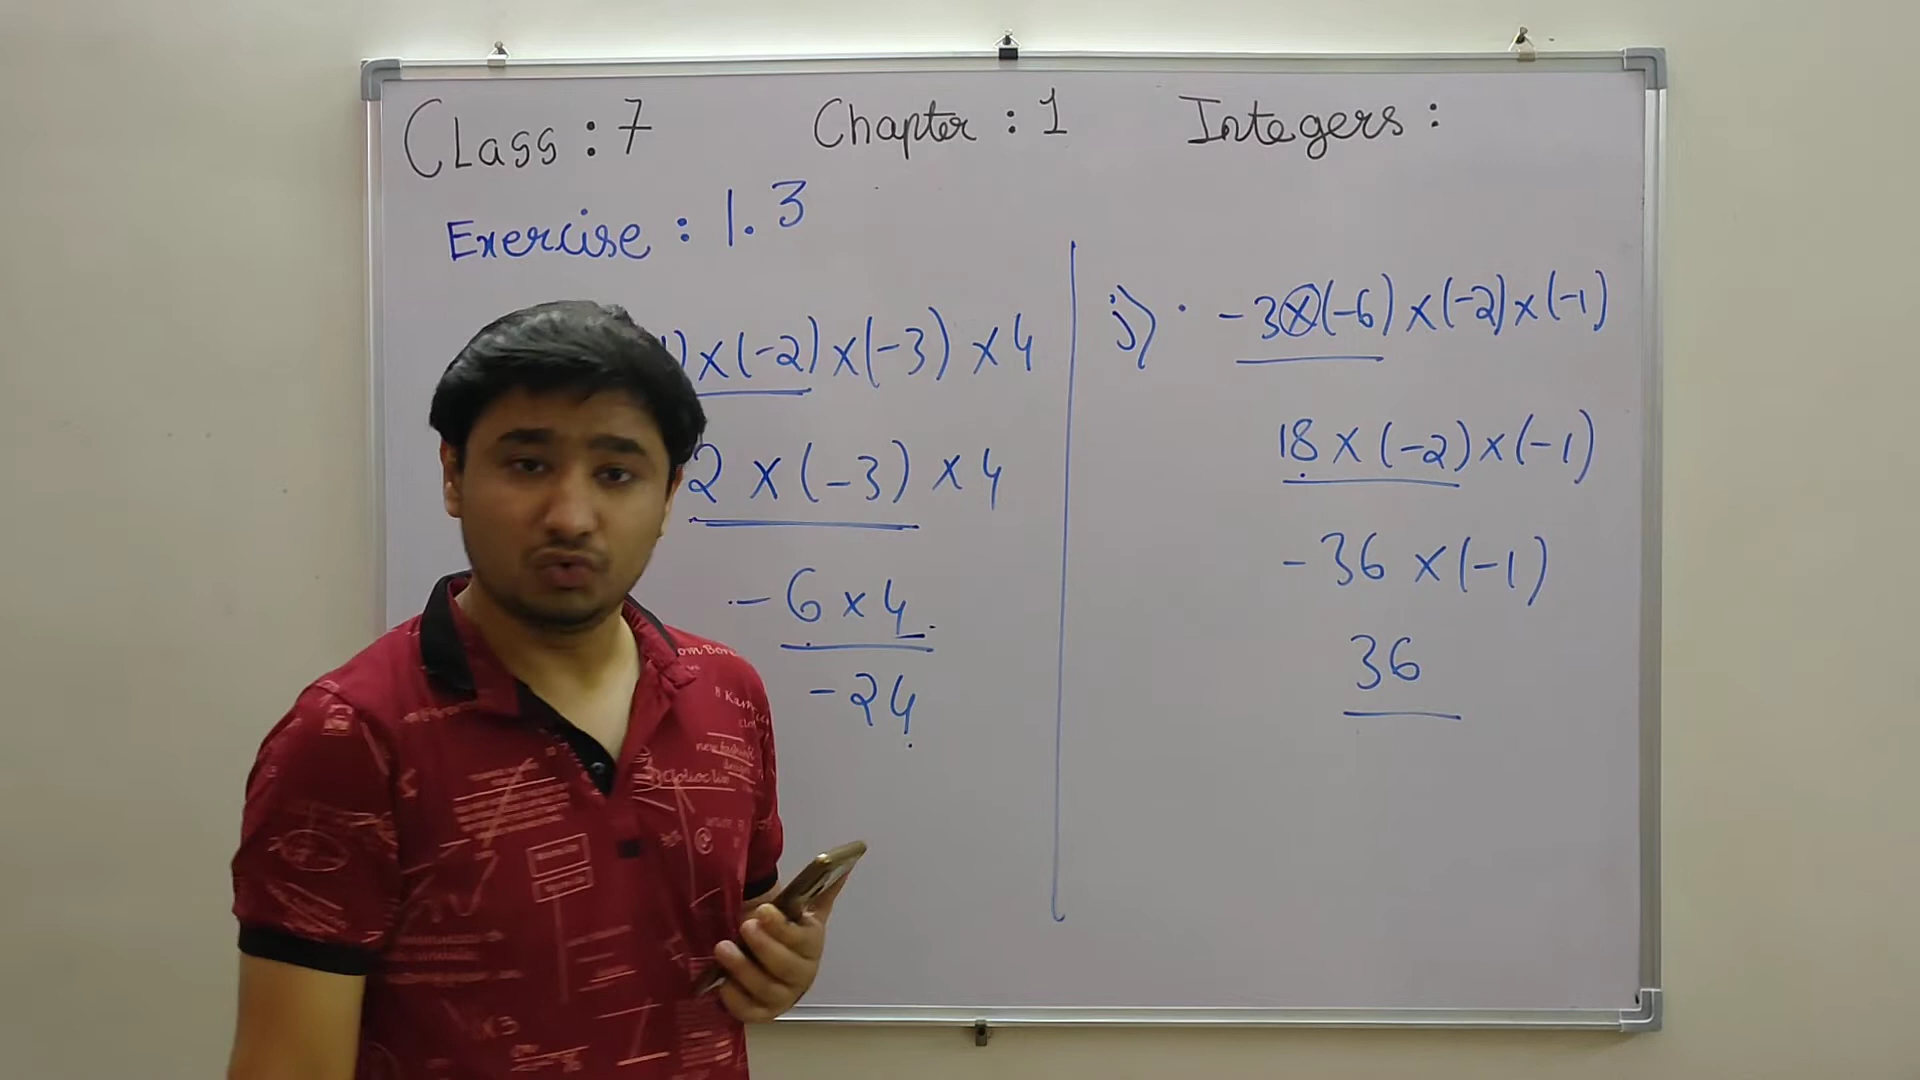 Class : 7 Chapter : 1 Integers :
Exercise : 1.3
1) × (-2) × (-3) × 4
2 × (-3) × 4
-6 × 4
-24
j) -3 × (-6) × (-2) × (-1)
18 × (-2) × (-1)
-36 × (-1)
36